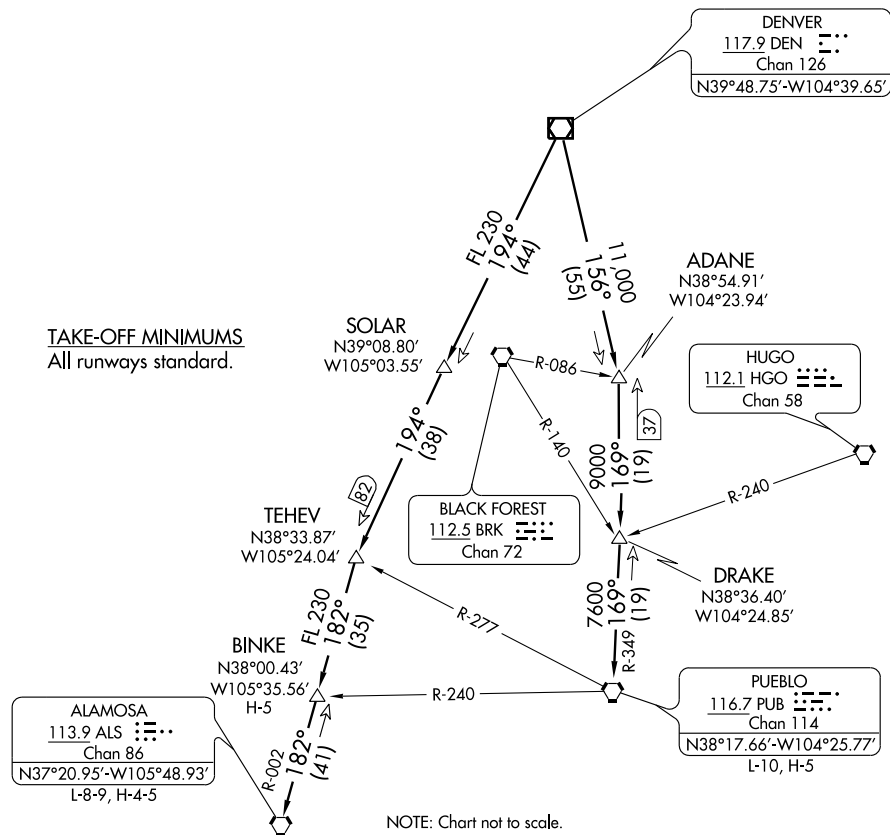 DENVER
117.9 DEN
Chan 126
N39°48.75'-W104°39.65'
FL 230
194°
(44)
11,000
156°
(55)
ADANE
N38°54.91'
W104°23.94'
TAKE-OFF MINIMUMS
All runways standard.
SOLAR
N39°08.80'
W105°03.55'
R-086
HUGO
112.1 HGO
Chan 58
194°
(38)
R-140
37
9000
169°
(19)
R-240
82
BLACK FOREST
112.5 BRK
Chan 72
TEHEV
N38°33.87'
W105°24.04'
DRAKE
N38°36.40'
W104°24.85'
FL 230
182°
(35)
R-277
7600
169°
(19)
R-349
BINKE
N38°00.43'
W105°35.56'
H-5
R-240
PUEBLO
116.7 PUB
Chan 114
N38°17.66'-W104°25.77'
L-10, H-5
ALAMOSA
113.9 ALS
Chan 86
N37°20.95'-W105°48.93'
L-8-9, H-4-5
R-002
182°
(41)
NOTE: Chart not to scale.